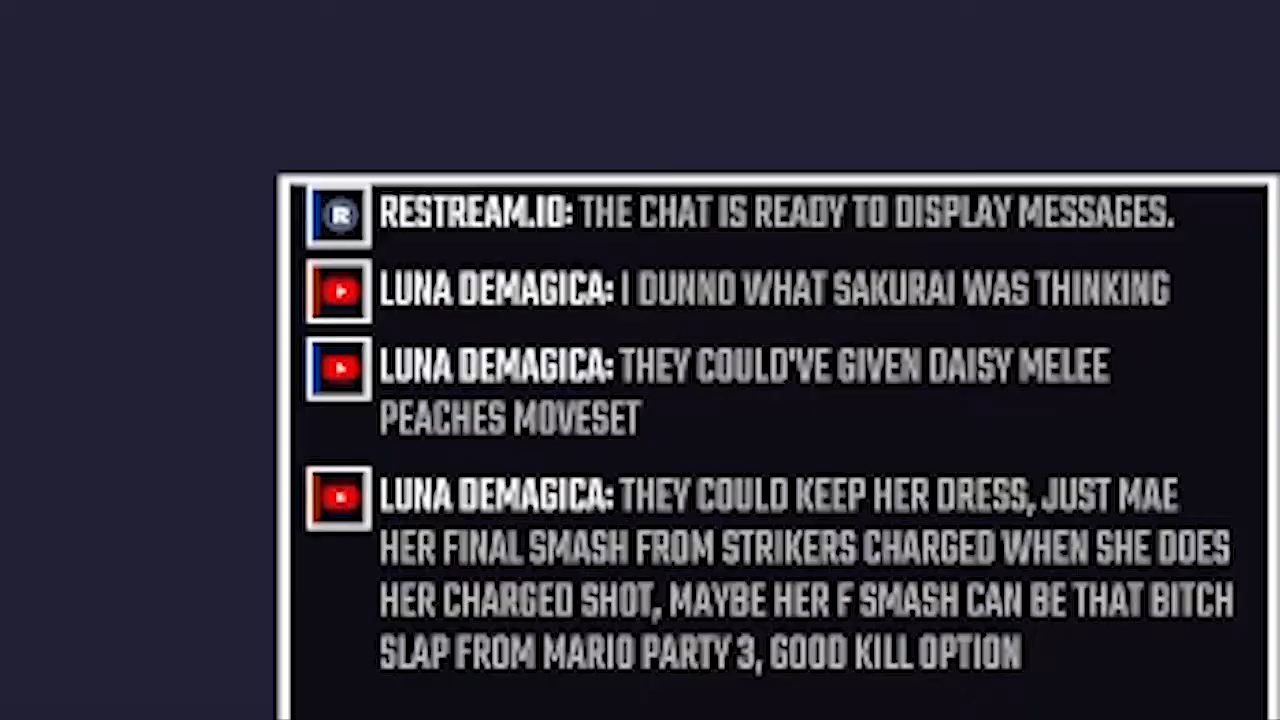 R RESTREAM.IO: THE CHAT IS READY TO DISPLAY MESSAGES.
LUNA DEMAGICA: I DUNNO WHAT SAKURAI WAS THINKING
LUNA DEMAGICA: THEY COULD'VE GIVEN DAISY MELEE
PEACHES MOVESET
LUNA DEMAGICA: THEY COULD KEEP HER DRESS, JUST MAE
HER FINAL SMASH FROM STRIKERS CHARGED WHEN SHE DOES
HER CHARGED SHOT, MAYBE HER F SMASH CAN BE THAT BITCH
SLAP FROM MARIO PARTY 3, GOOD KILL OPTION